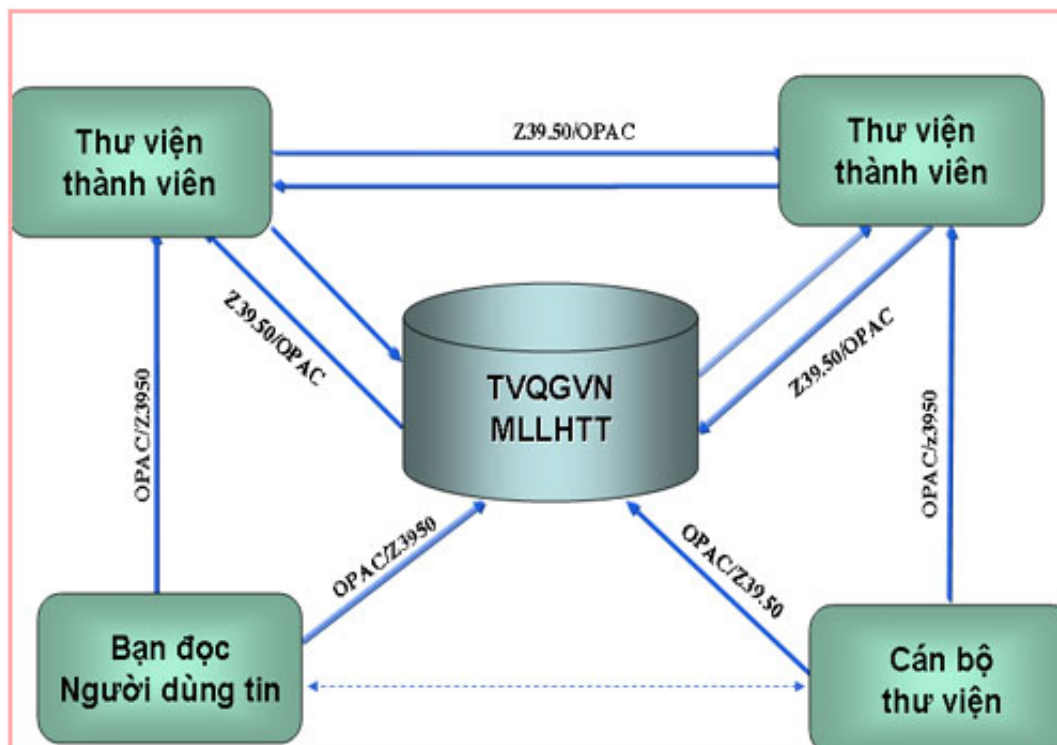 Thư viện
thành viên
Z39.50/OPAC
Thư viện
thành viên
Z39.50/OPAC
Z39.50/OPAC
TVQGVN
MLLHTT
OPAC/Z3950
OPAC/z3950
OPAC/Z3950
OPAC/Z39.50
Bạn đọc
Người dùng tin
Cán bộ
thư viện